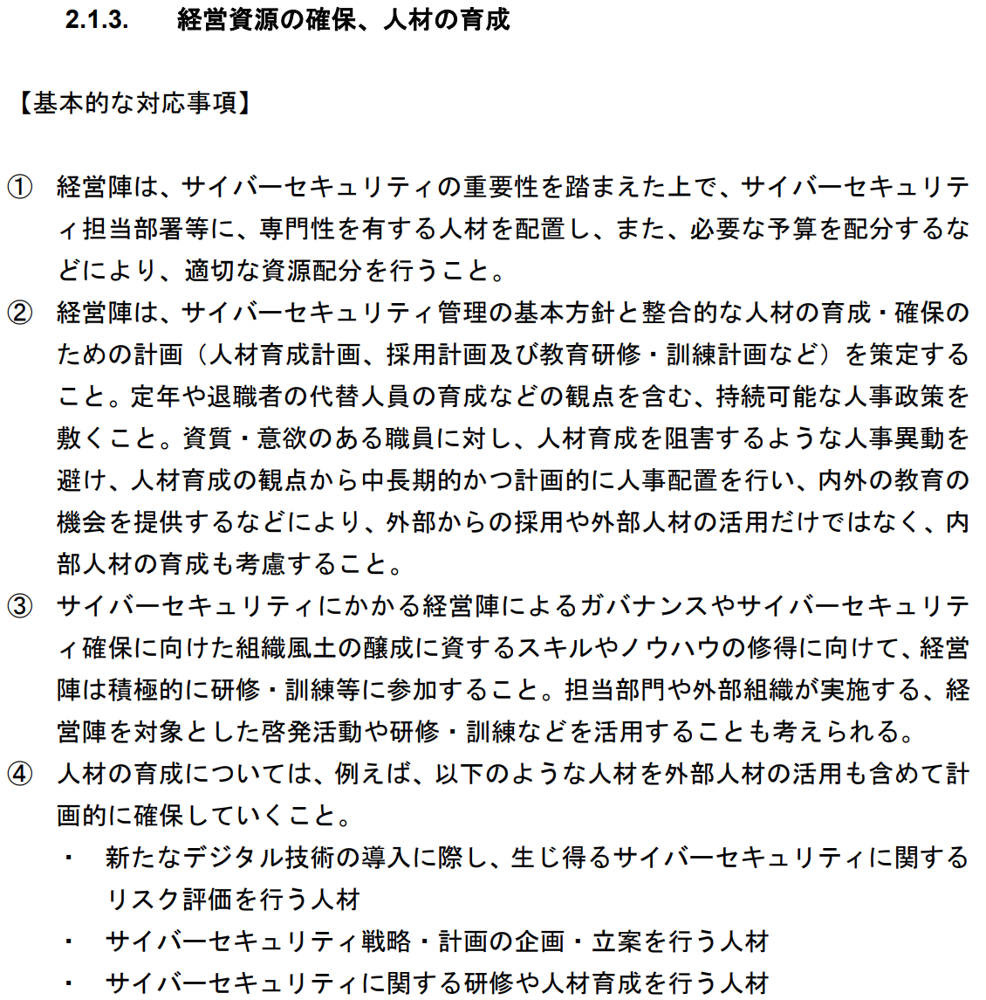 2.1.3. 経営資源の確保、人材の育成
【基本的な対応事項】
① 経営陣は、サイバーセキュリティの重要性を踏まえた上で、サイバーセキュリテ
ィ担当部署等に、専門性を有する人材を配置し、また、必要な予算を配分するな
どにより、適切な資源配分を行うこと。
② 経営陣は、サイバーセキュリティ管理の基本方針と整合的な人材の育成・確保の
ための計画（人材育成計画、採用計画及び教育研修・訓練計画など）を策定する
こと。定年や退職者の代替人員の育成などの観点を含む、持続可能な人事政策を
敷くこと。資質・意欲のある職員に対し、人材育成を阻害するような人事異動を
避け、人材育成の観点から中長期的かつ計画的に人事配置を行い、内外の教育の
機会を提供するなどにより、外部からの採用や外部人材の活用だけではなく、内
部人材の育成も考慮すること。
③ サイバーセキュリティにかかる経営陣によるガバナンスやサイバーセキュリテ
ィ確保に向けた組織風土の醸成に資するスキルやノウハウの修得に向けて、経営
陣は積極的に研修・訓練等に参加すること。担当部門や外部組織が実施する、経
営陣を対象とした啓発活動や研修・訓練などを活用することも考えられる。
④ 人材の育成については、例えば、以下のような人材を外部人材の活用も含めて計
画的に確保していくこと。
・ 新たなデジタル技術の導入に際し、生じ得るサイバーセキュリティに関する
リスク評価を行う人材
・ サイバーセキュリティ戦略・計画の企画・立案を行う人材
・ サイバーセキュリティに関する研修や人材育成を行う人材